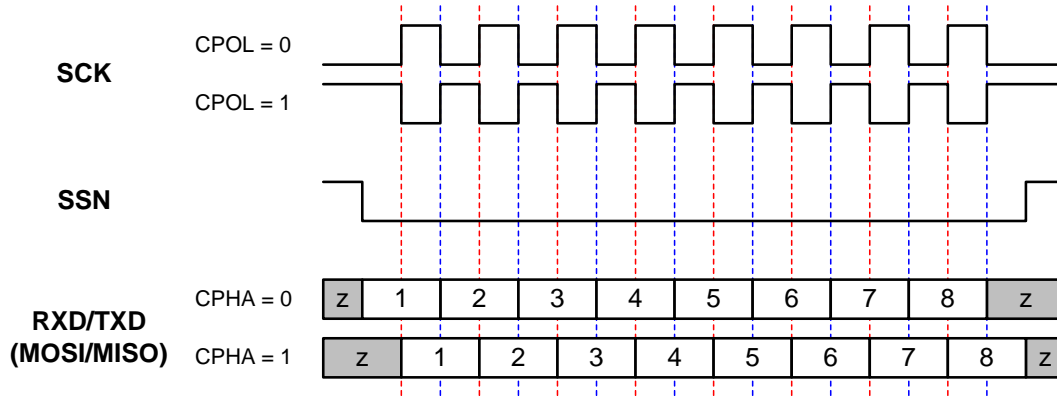 CPOL = 0
SCK
CPOL = 1
SSN
CPHA = 0 z 1 2 3 4 5 6 7 8 z
RXD/TXD
(MOSI/MISO)
CPHA = 1 z 1 2 3 4 5 6 7 8 z